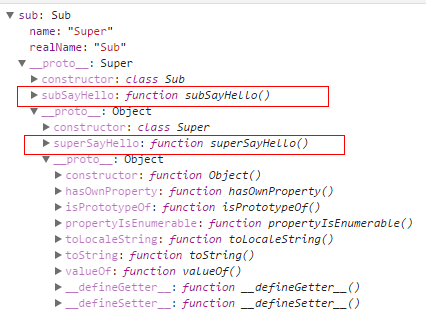 ▼ sub: Sub
name: "Super"
realName: "Sub"
▼ __proto__: Super
▶ constructor: class Sub
▶ subSayHello: function subSayHello()
▼ __proto__: Object
▶ constructor: class Super
▶ superSayHello: function superSayHello()
▼ __proto__: Object
▶ constructor: function Object()
▶ hasOwnProperty: function hasOwnProperty()
▶ isPrototypeOf: function isPrototypeOf()
▶ propertyIsEnumerable: function propertyIsEnumerable()
▶ toLocaleString: function toLocaleString()
▶ toString: function toString()
▶ valueOf: function valueOf()
▶ __defineGetter__: function __defineGetter__()
▶ __defineSetter__: function __defineSetter__()